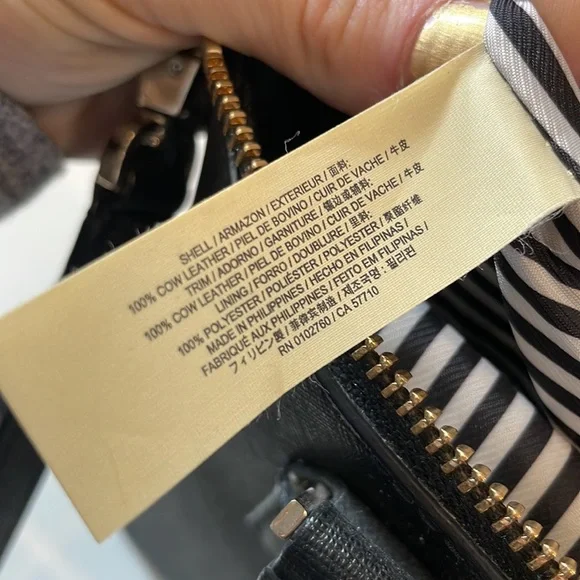 SHELL / ARMAZON / EXTERIEUR / 面料:
100% COW LEATHER / PIEL DE BOVINO / CUIR DE VACHE / 牛皮
TRIM / ADORNO / GARNITURE / 傷边或辅料:
100% COW LEATHER / PIEL DE BOVINO / CUIR DE VACHE / 牛皮
LINING / FORRO / DOUBLURE / 里料:
100% POLYESTER / POLIÉSTER / POLYESTER / 聚酯纤维
MADE IN PHILIPPINES / HECHO EN FILIPINAS /
FABRIQUÉ AUX PHILIPPINES / FEITO EM FILIPINAS /
フィリピン製 / 菲律宾制造 / 제조국명: 필리핀
RN 0102760 / CA 57710